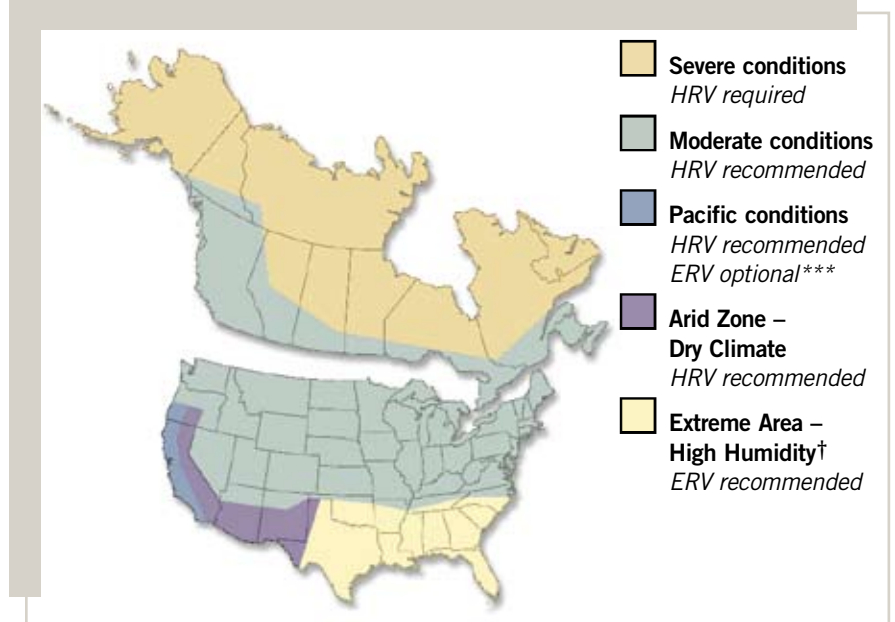 Severe conditions
HRV required
Moderate conditions
HRV recommended
Pacific conditions
HRV recommended
ERV optional***
Arid Zone –
Dry Climate
HRV recommended
Extreme Area –
High Humidity†
ERV recommended